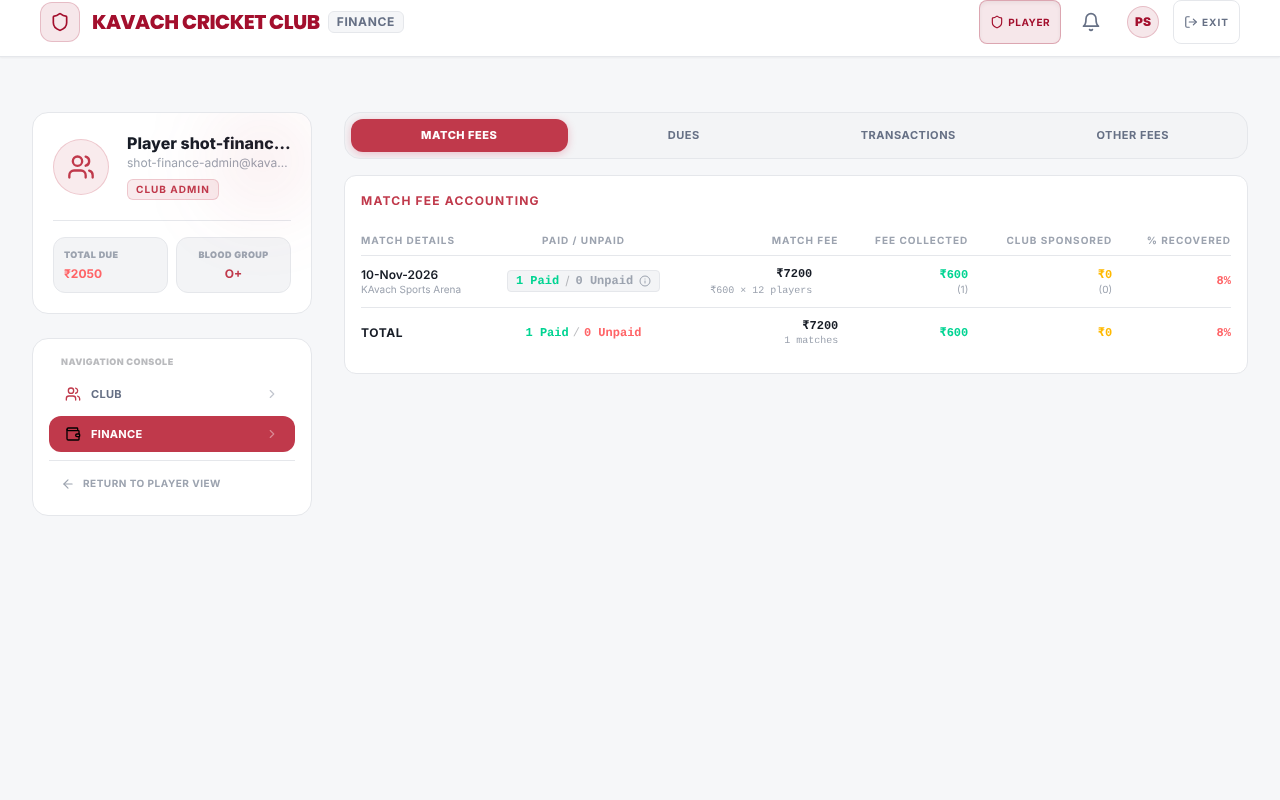 KAVACH CRICKET CLUB FINANCE
PLAYER PS EXIT
Player shot-financ...
shot-finance-admin@kava...
CLUB ADMIN
TOTAL DUE
₹2050
BLOOD GROUP
O+
NAVIGATION CONSOLE
CLUB
FINANCE
RETURN TO PLAYER VIEW
MATCH FEES DUES TRANSACTIONS OTHER FEES
MATCH FEE ACCOUNTING
MATCH DETAILS PAID / UNPAID MATCH FEE FEE COLLECTED CLUB SPONSORED % RECOVERED
10-Nov-2026 1 Paid / 0 Unpaid ₹7200 ₹600 ₹0 8%
KAvach Sports Arena ₹600 × 12 players (1) (0)
TOTAL 1 Paid / 0 Unpaid ₹7200 ₹600 ₹0 8%
1 matches